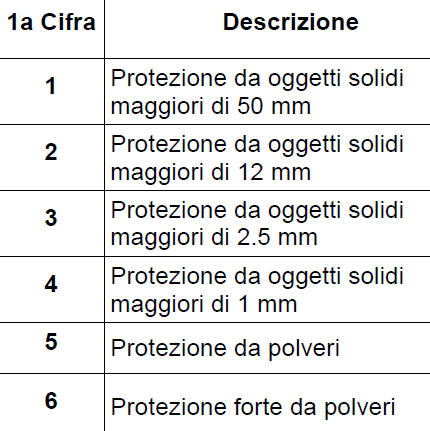 1a Cifra Descrizione
1 Protezione da oggetti solidi
maggiori di 50 mm
2 Protezione da oggetti solidi
maggiori di 12 mm
3 Protezione da oggetti solidi
maggiori di 2.5 mm
4 Protezione da oggetti solidi
maggiori di 1 mm
5 Protezione da polveri
6 Protezione forte da polveri